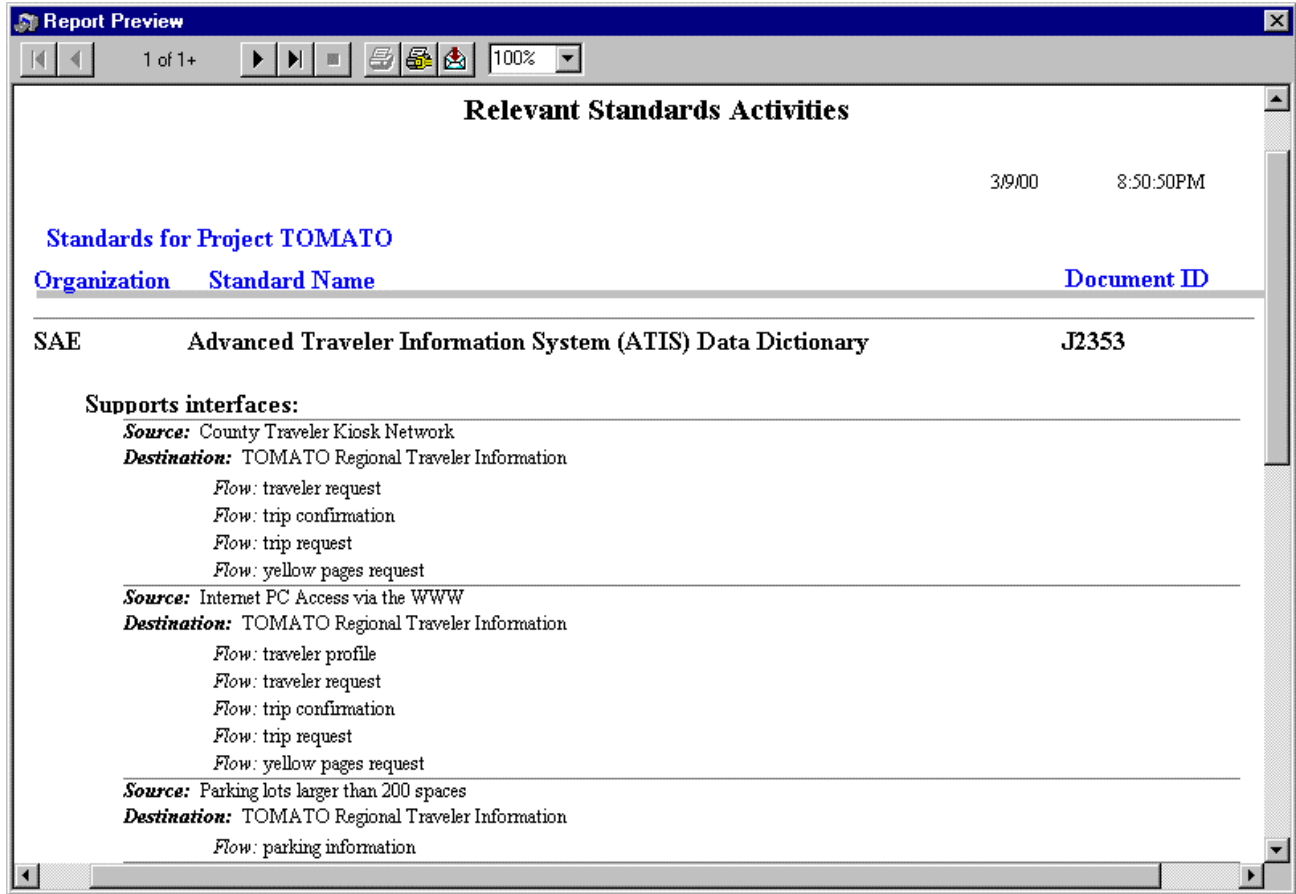 Report Preview
1 of 1+ 100%
Relevant Standards Activities
3/9/00 8:50:50PM
Standards for Project TOMATO
Organization Standard Name Document ID
SAE Advanced Traveler Information System (ATIS) Data Dictionary J2353
Supports interfaces:
Source: County Traveler Kiosk Network
Destination: TOMATO Regional Traveler Information
Flow: traveler request
Flow: trip confirmation
Flow: trip request
Flow: yellow pages request
Source: Internet PC Access via the WWW
Destination: TOMATO Regional Traveler Information
Flow: traveler profile
Flow: traveler request
Flow: trip confirmation
Flow: trip request
Flow: yellow pages request
Source: Parking lots larger than 200 spaces
Destination: TOMATO Regional Traveler Information
Flow: parking information